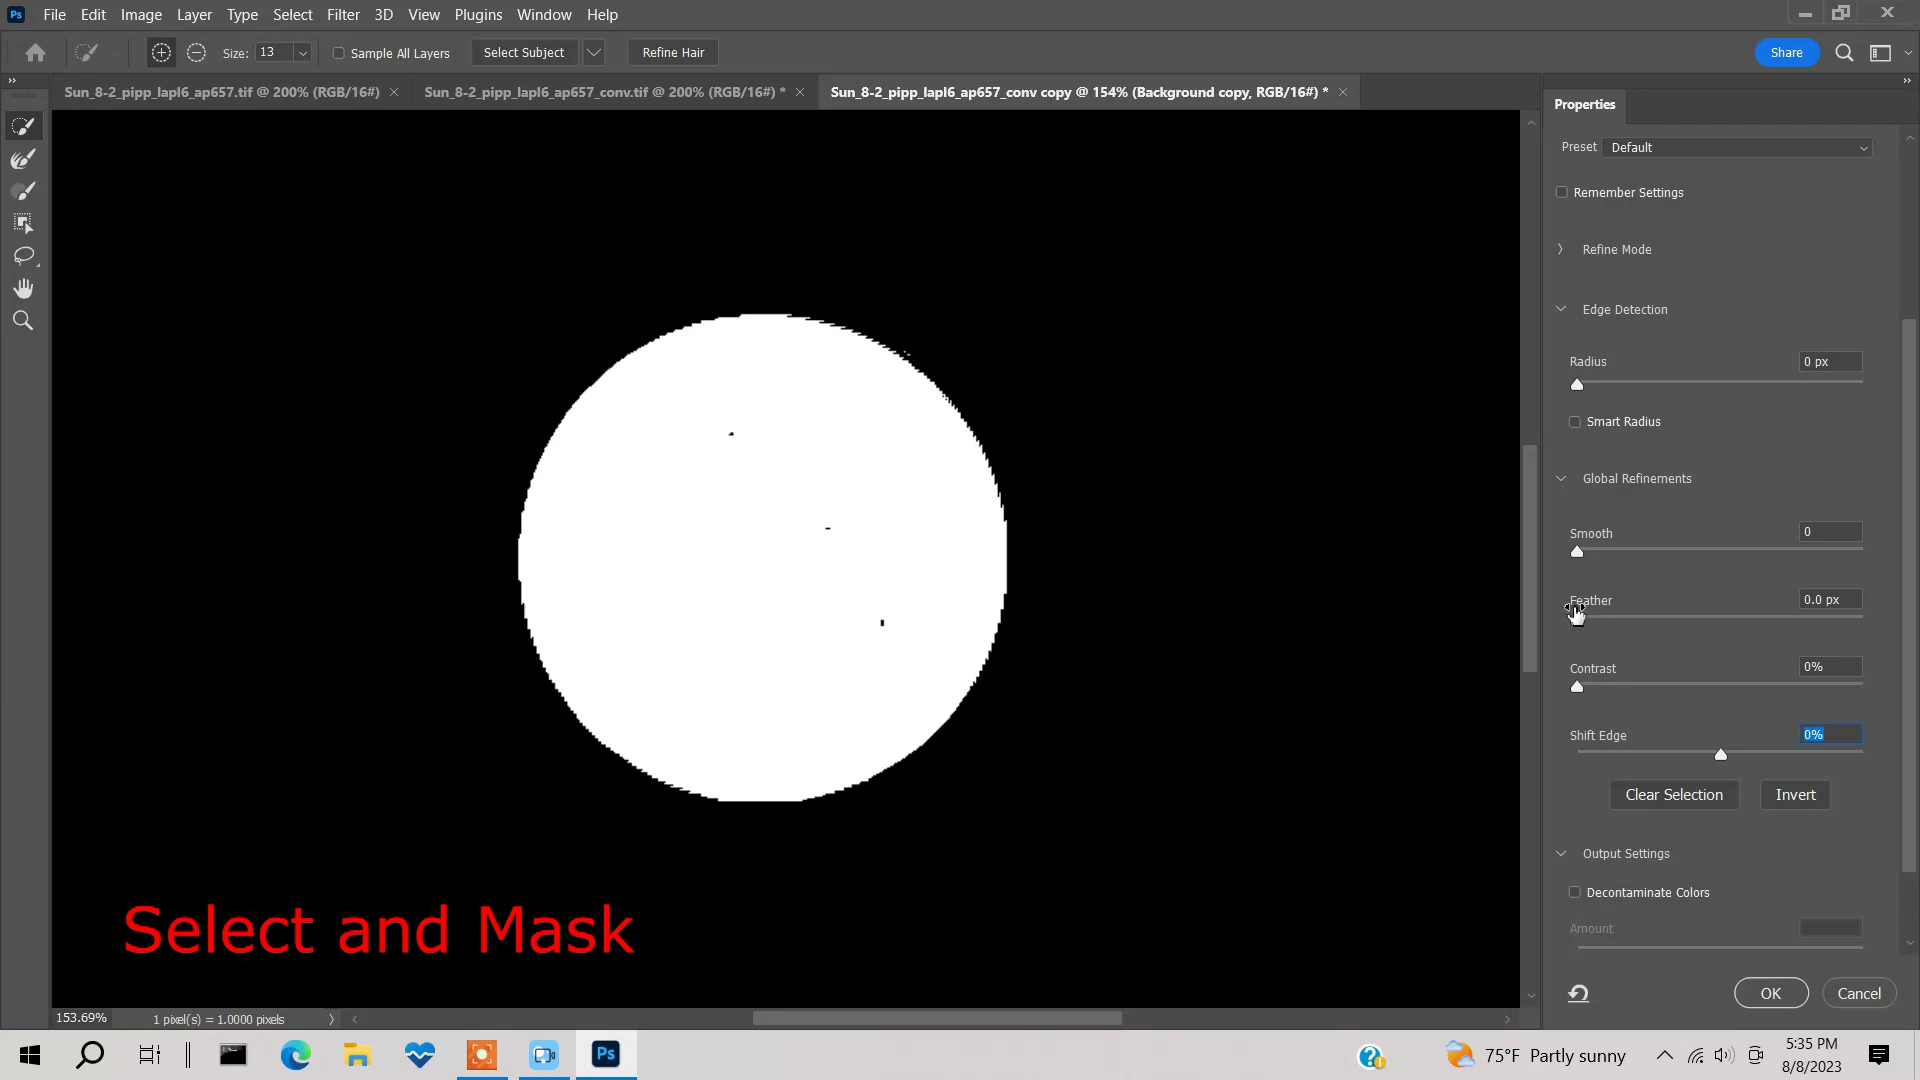 Ps File Edit Image Layer Type Select Filter 3D View Plugins Window Help
Size: 13 Sample All Layers Select Subject Refine Hair Share
Sun_8-2_pipp_lapl6_ap657.tif @ 200% (RGB/16#) Sun_8-2_pipp_lapl6_ap657_conv.tif @ 200% (RGB/16#) * Sun_8-2_pipp_lapl6_ap657_conv copy @ 154% (Background copy, RGB/16#) *
Properties
Preset Default
Remember Settings
Refine Mode
Edge Detection
Radius 0 px
Smart Radius
Global Refinements
Smooth 0
Feather 0.0 px
Contrast 0%
Shift Edge 0%
Clear Selection Invert
Output Settings
Decontaminate Colors
Amount
Select and Mask
OK Cancel
153.69% 1 pixel(s) = 1.0000 pixels
Ps 75°F Partly sunny 5:35 PM
8/8/2023